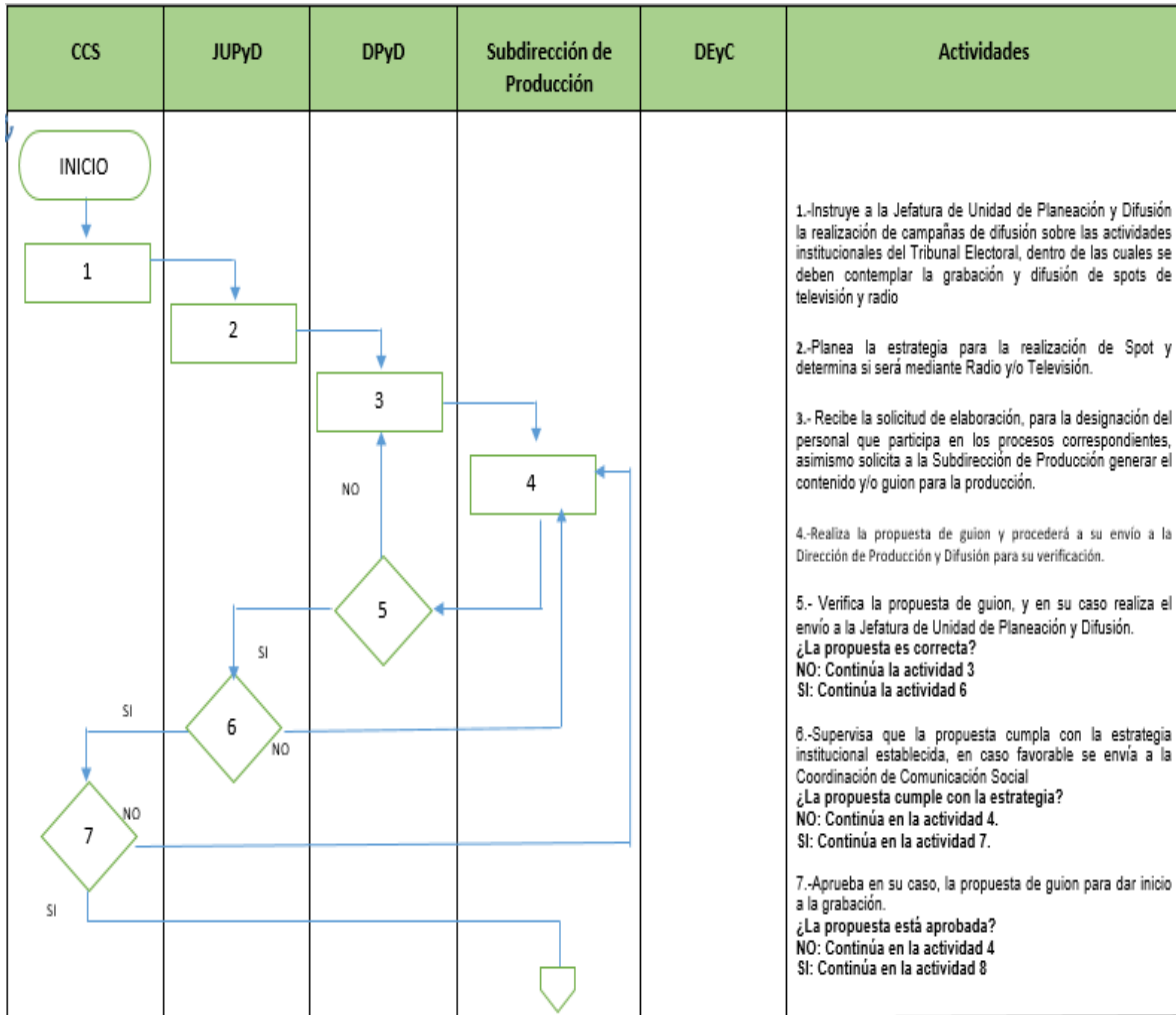 CCS
JUPyD
DPyD
Subdirección de
Producción
DEyC
Actividades
INICIO
1
2
3
4
NO
5
SI
6
SI
NO
7
NO
SI
1.-Instruye a la Jefatura de Unidad de Planeación y Difusión
la realización de campañas de difusión sobre las actividades
institucionales del Tribunal Electoral, dentro de las cuales se
deben contemplar la grabación y difusión de spots de
televisión y radio
2.-Planea la estrategia para la realización de Spot y
determina si será mediante Radio y/o Televisión.
3.- Recibe la solicitud de elaboración, para la designación del
personal que participa en los procesos correspondientes,
asimismo solicita a la Subdirección de Producción generar el
contenido y/o guion para la producción.
4.-Realiza la propuesta de guion y procederá a su envío a la
Dirección de Producción y Difusión para su verificación.
5.- Verifica la propuesta de guion, y en su caso realiza el
envío a la Jefatura de Unidad de Planeación y Difusión.
¿La propuesta es correcta?
NO: Continúa la actividad 3
SI: Continúa la actividad 6
6.-Supervisa que la propuesta cumpla con la estrategia
institucional establecida, en caso favorable se envía a la
Coordinación de Comunicación Social
¿La propuesta cumple con la estrategia?
NO: Continúa en la actividad 4.
SI: Continúa en la actividad 7.
7.-Aprueba en su caso, la propuesta de guion para dar inicio
a la grabación.
¿La propuesta está aprobada?
NO: Continúa en la actividad 4
SI: Continúa en la actividad 8